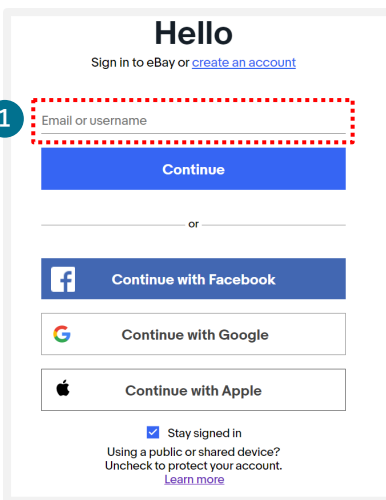 Hello
Sign in to eBay or create an account
1
Email or username
Continue
or
Continue with Facebook
Continue with Google
Continue with Apple
Stay signed in
Using a public or shared device?
Uncheck to protect your account.
Learn more